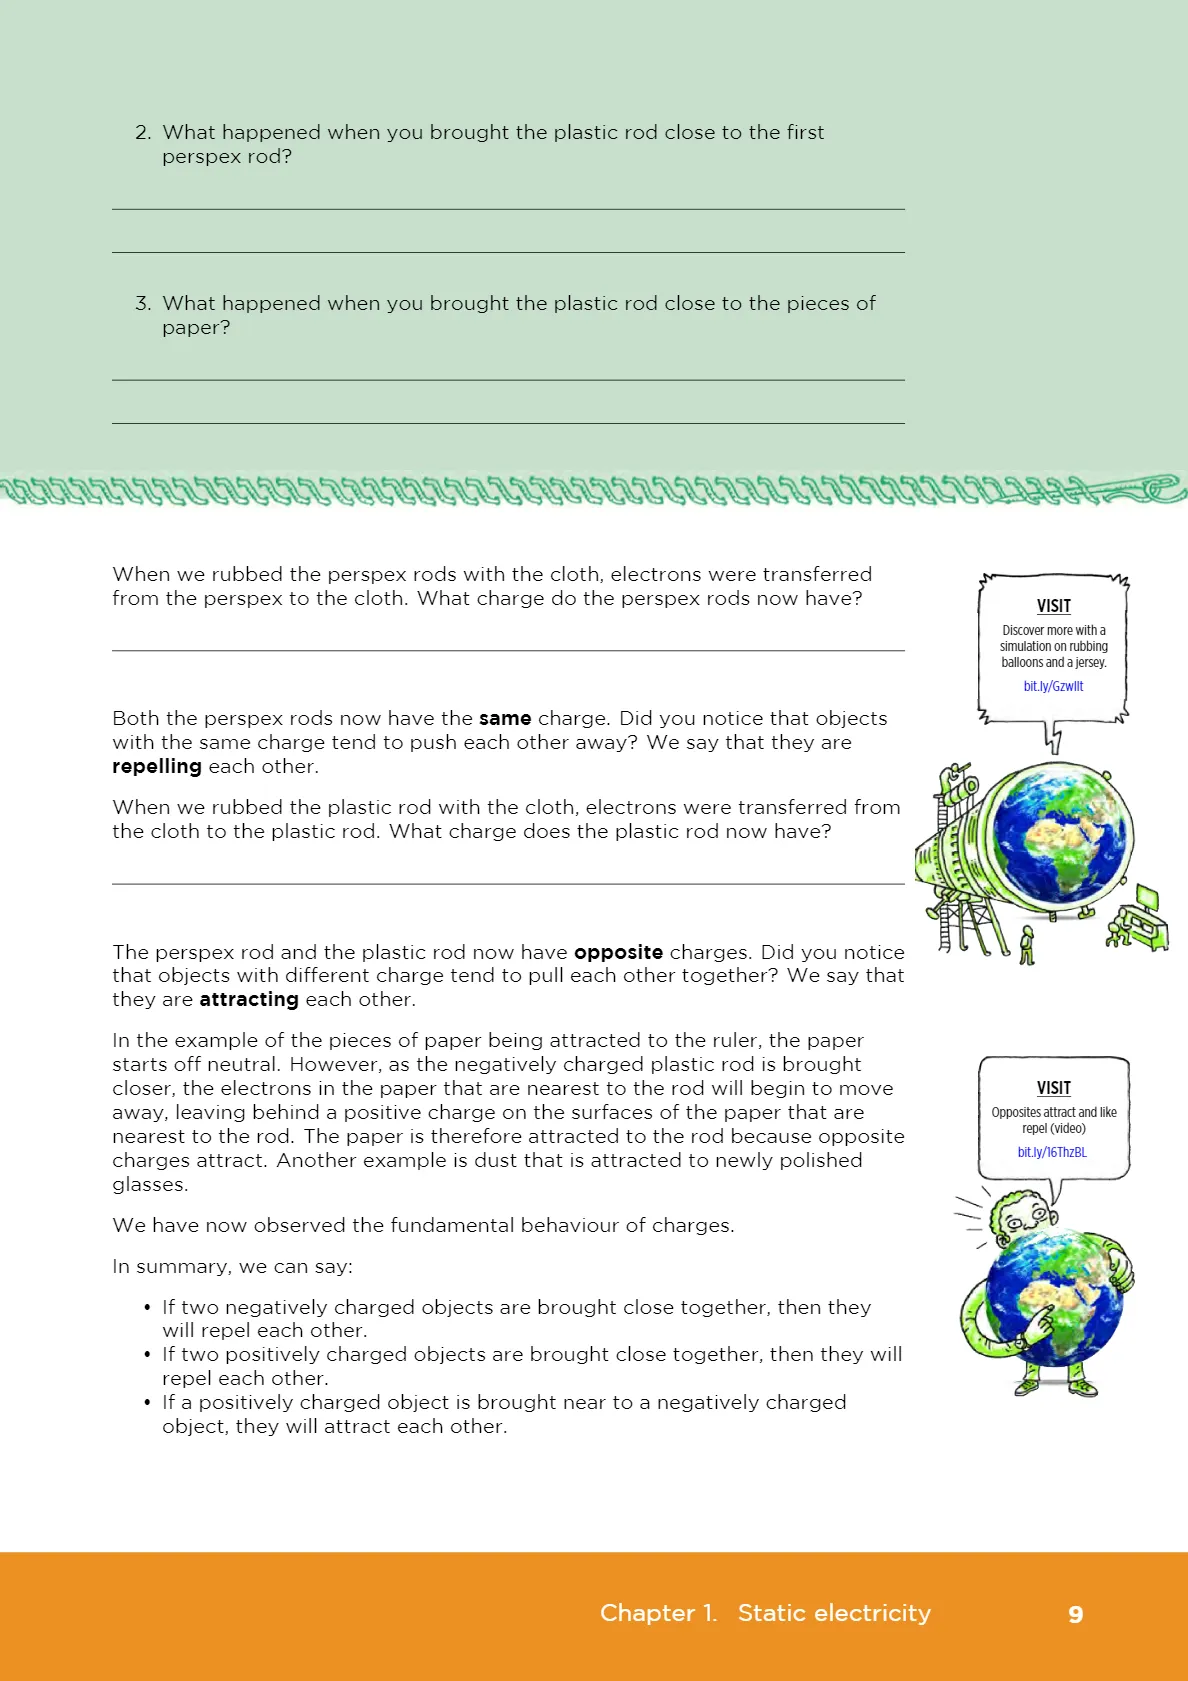 2. What happened when you brought the plastic rod close to the first
perspex rod?
3. What happened when you brought the plastic rod close to the pieces of
paper?
When we rubbed the perspex rods with the cloth, electrons were transferred
from the perspex to the cloth. What charge do the perspex rods now have?
Both the perspex rods now have the same charge. Did you notice that objects
with the same charge tend to push each other away? We say that they are
repelling each other.
When we rubbed the plastic rod with the cloth, electrons were transferred from
the cloth to the plastic rod. What charge does the plastic rod now have?
The perspex rod and the plastic rod now have opposite charges. Did you notice
that objects with different charge tend to pull each other together? We say that
they are attracting each other.
In the example of the pieces of paper being attracted to the ruler, the paper
starts off neutral. However, as the negatively charged plastic rod is brought
closer, the electrons in the paper that are nearest to the rod will begin to move
away, leaving behind a positive charge on the surfaces of the paper that are
nearest to the rod. The paper is therefore attracted to the rod because opposite
charges attract. Another example is dust that is attracted to newly polished
glasses.
We have now observed the fundamental behaviour of charges.
In summary, we can say:
• If two negatively charged objects are brought close together, then they
will repel each other.
• If two positively charged objects are brought close together, then they will
repel each other.
• If a positively charged object is brought near to a negatively charged
object, they will attract each other.
VISIT
Discover more with a
simulation on rubbing
balloons and a jersey.
bit.ly/GzwIlt
VISIT
Opposites attract and like
repel (video)
bit.ly/16ThzBL
Chapter 1. Static electricity 9